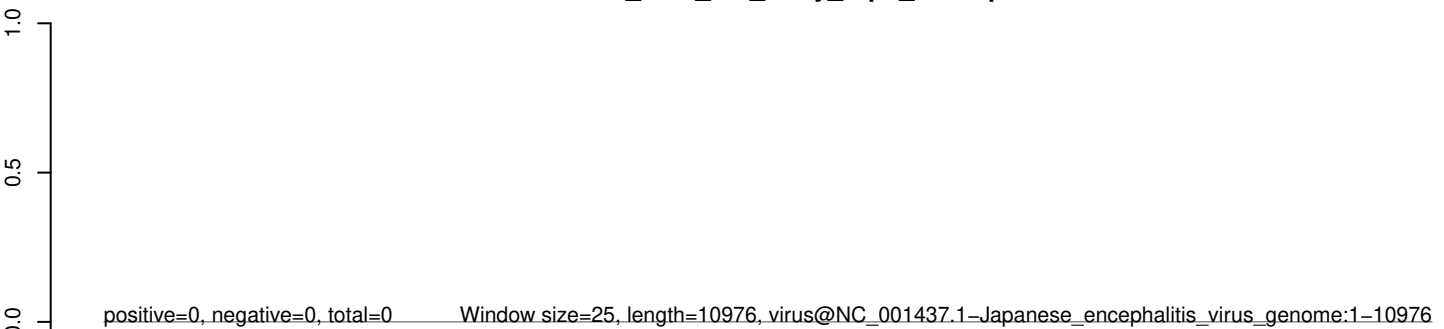 1.0
0.5
0.0
positive=0, negative=0, total=0 Window size=25, length=10976, virus@NC_001437.1−Japanese_encephalitis_virus_genome:1−10976